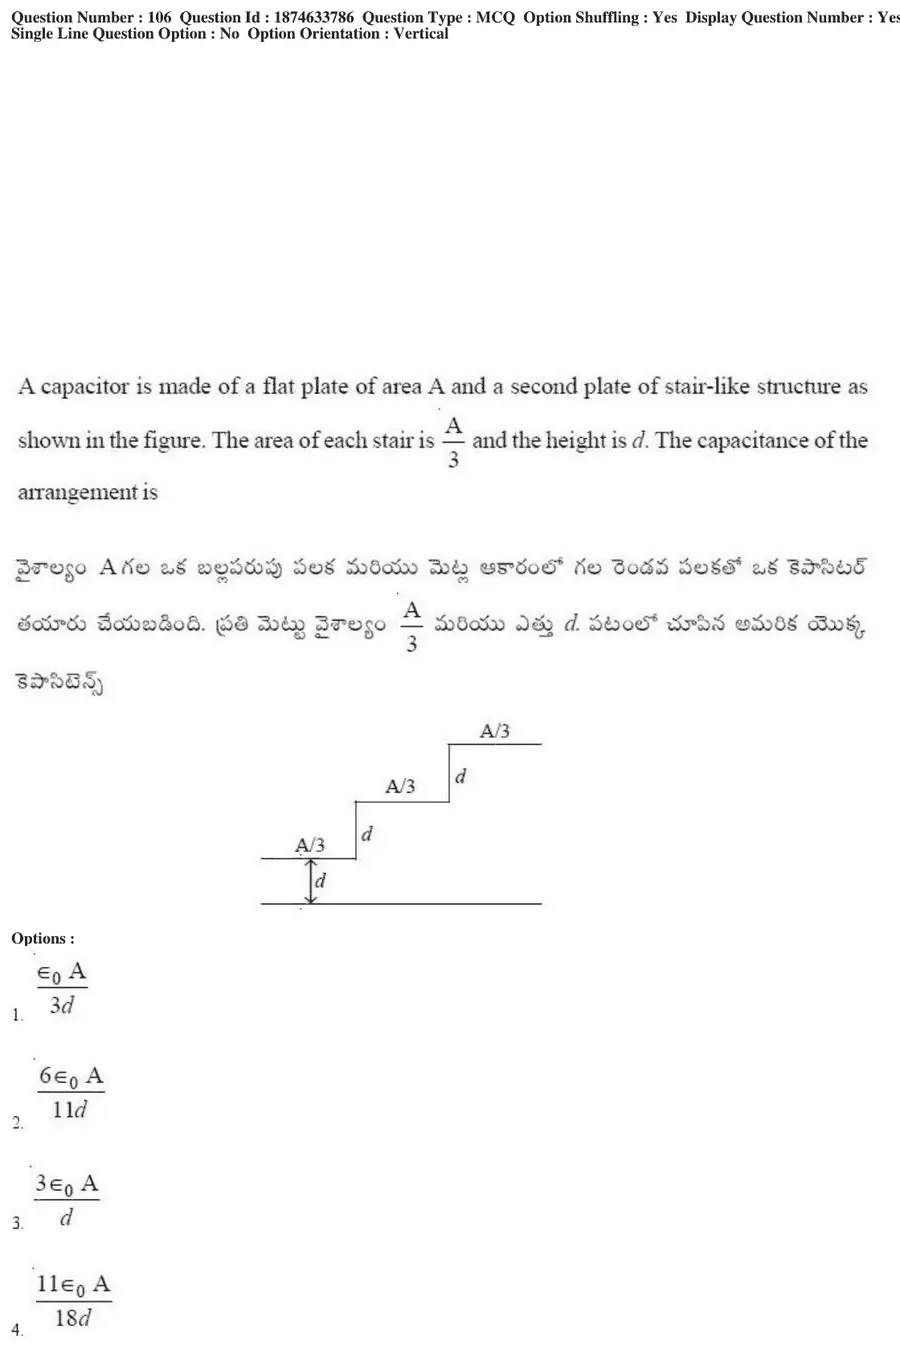 Question Number : 106 Question Id : 1874633786 Question Type : MCQ Option Shuffling : Yes Display Question Number : Yes
Single Line Question Option : No Option Orientation : Vertical
A capacitor is made of a flat plate of area A and a second plate of stair-like structure as
shown in the figure. The area of each stair is A/3 and the height is d. The capacitance of the
arrangement is
వైశాల్యం A గల ఒక బల్లపరుపు పలక మరియు మెట్ల ఆకారంలో గల రెండవ పలకతో ఒక కెపాసిటర్
తయారు చేయబడింది. ప్రతి మెట్టు వైశాల్యం A/3 మరియు ఎత్తు d. పటంలో చూపిన అమరిక యొక్క
కెపాసిటెన్స్
A/3
A/3 d
A/3 d
d
Options :
1. ∈₀ A / 3d
2. 6∈₀ A / 11d
3. 3∈₀ A / d
4. 11∈₀ A / 18d